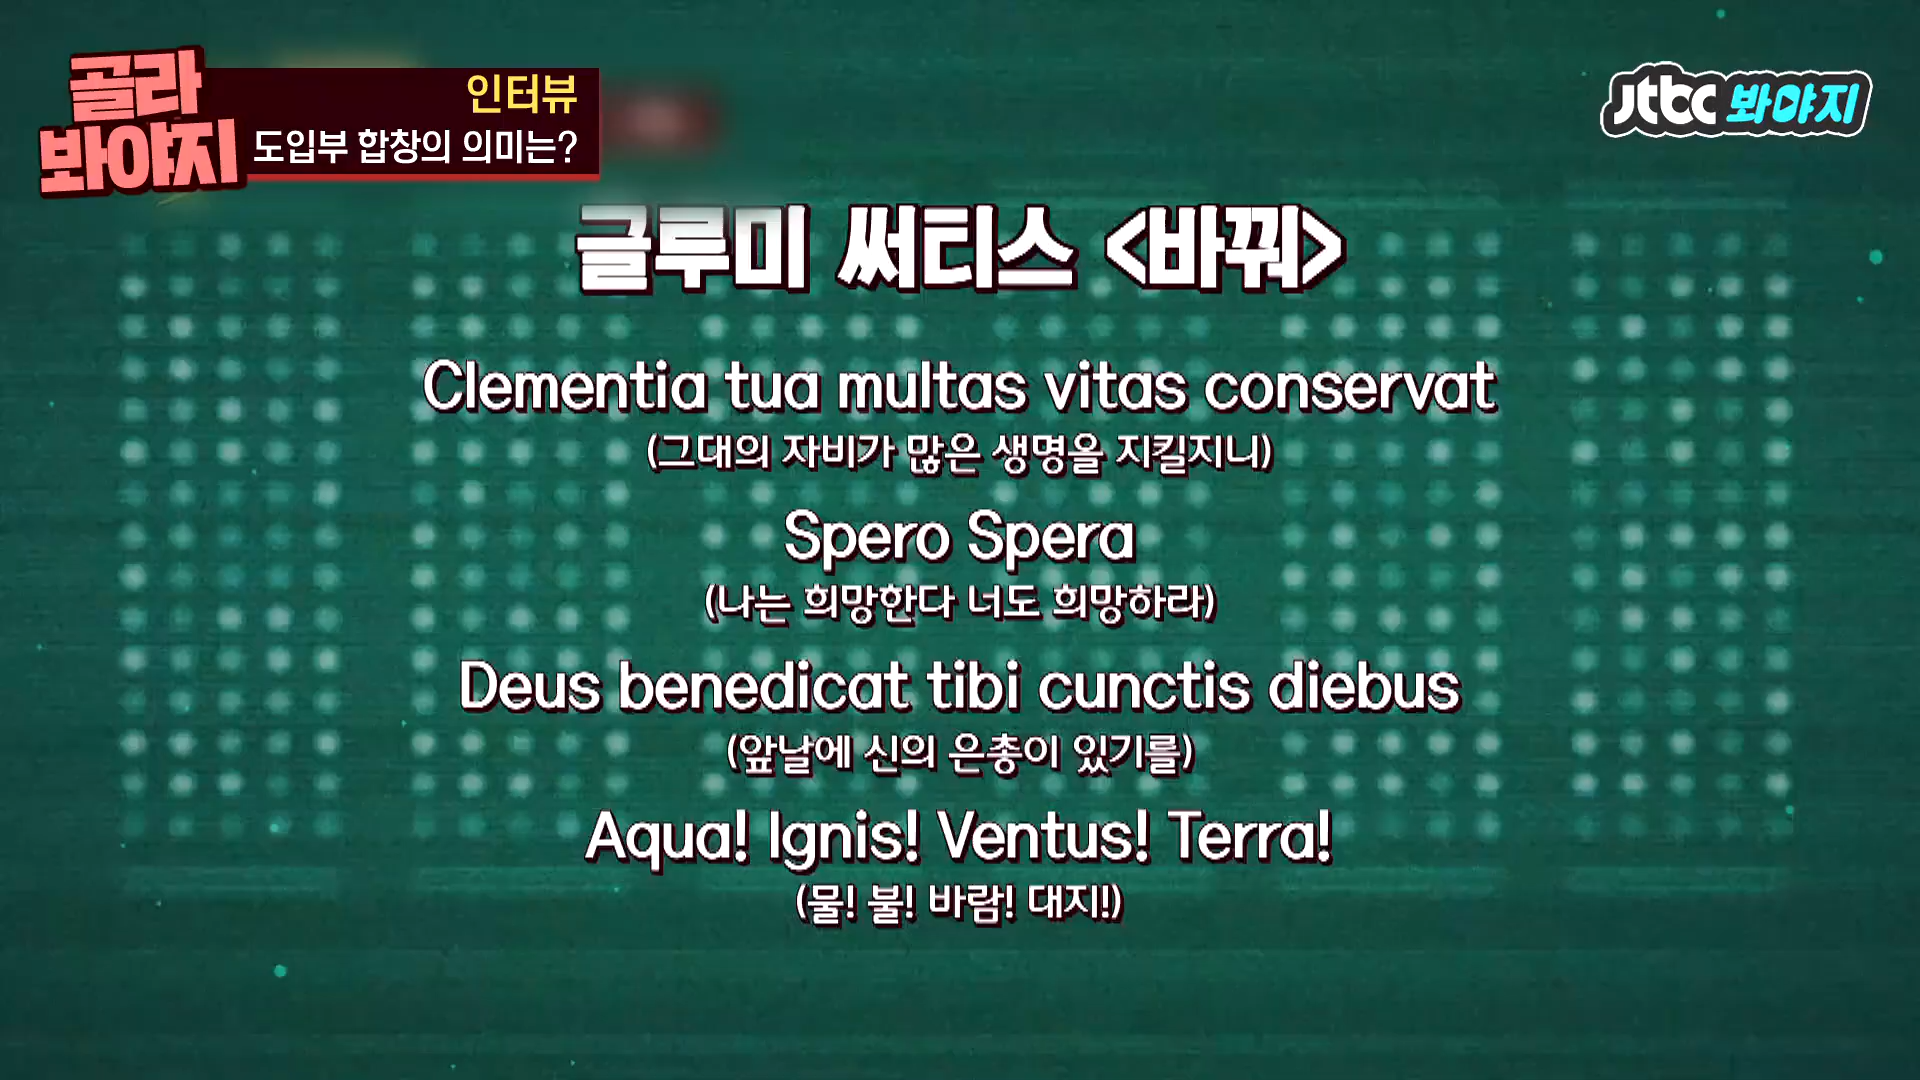 골라
봐야지
인터뷰
도입부 합창의 의미는?
jtbc 봐야지
글루미 써티스 <바꿔>
Clementia tua multas vitas conservat
(그대의 자비가 많은 생명을 지킬지니)
Spero Spera
(나는 희망한다 너도 희망하라)
Deus benedicat tibi cunctis diebus
(앞날에 신의 은총이 있기를)
Aqua! Ignis! Ventus! Terra!
(물! 불! 바람! 대지!)